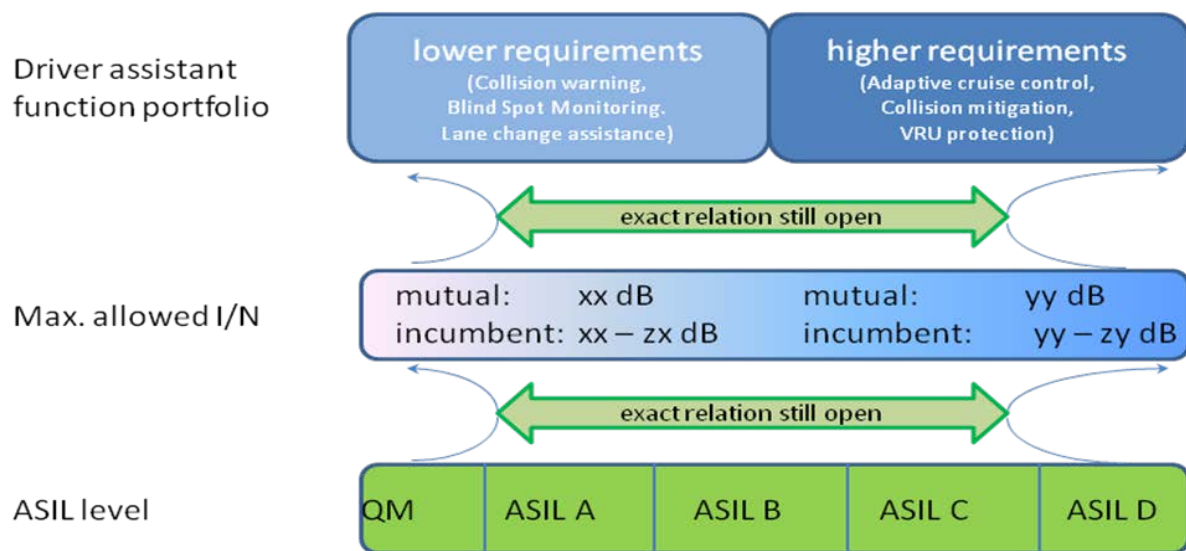 Driver assistant
function portfolio
lower requirements
(Collision warning,
Blind Spot Monitoring.
Lane change assistance)
higher requirements
(Adaptive cruise control,
Collision mitigation,
VRU protection)
exact relation still open
Max. allowed I/N
mutual: xx dB
incumbent: xx – zx dB
mutual: yy dB
incumbent: yy – zy dB
exact relation still open
ASIL level
QM
ASIL A
ASIL B
ASIL C
ASIL D